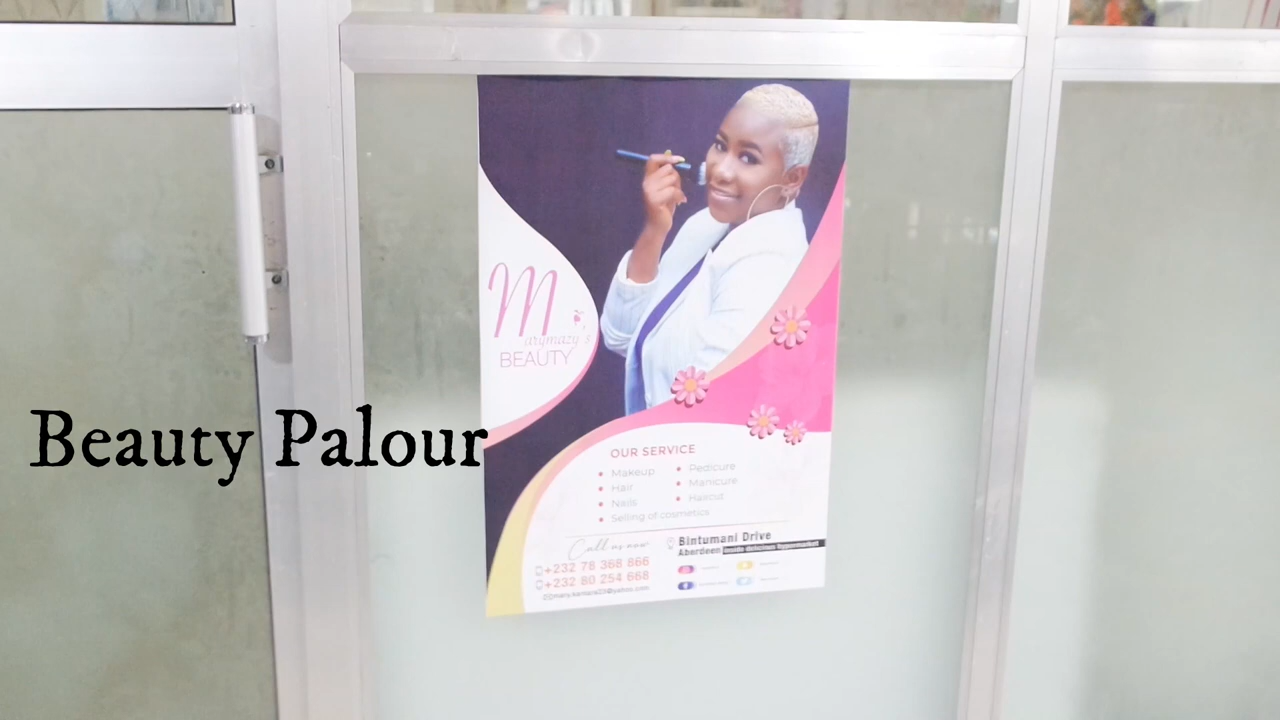 Marymazy's
BEAUTY
Beauty Palour
OUR SERVICE
Makeup
Hair
Nails
Selling of cosmetics
Pedicure
Manicure
Haircut
Call us now
+232 78 368 866
+232 80 254 668
Bintumani Drive
Aberdeen